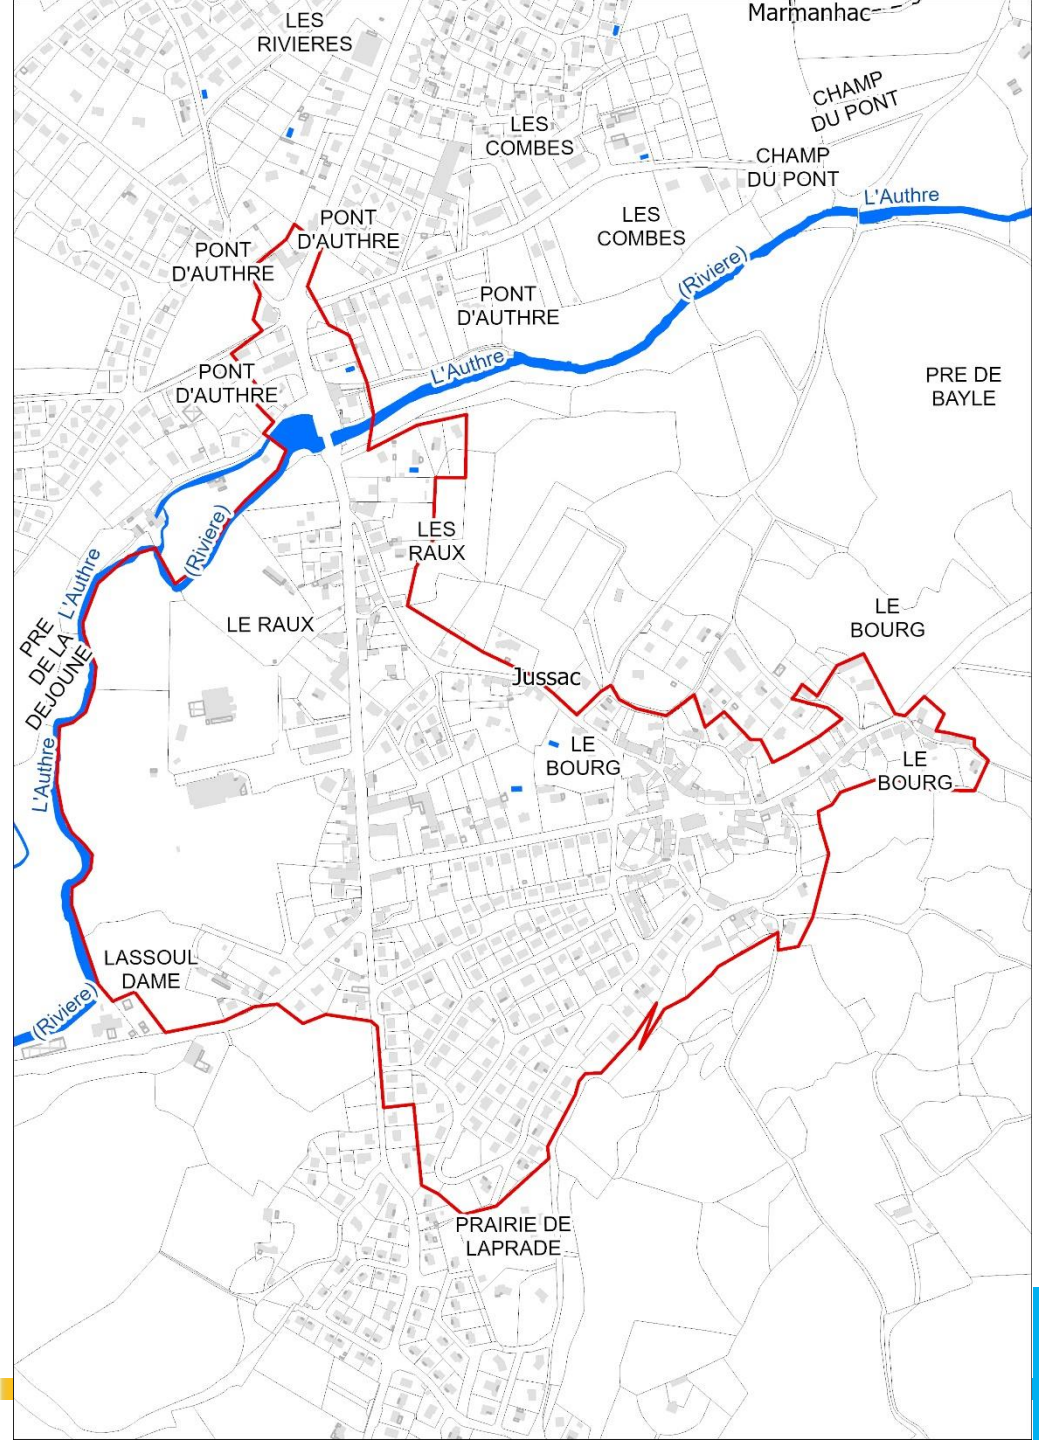 Marmanhac
LES
RIVIERES
CHAMP
DU PONT
LES
COMBES
CHAMP
DU PONT
L'Authre
LES
COMBES
PONT
D'AUTHRE
PONT
D'AUTHRE
(Riviere)
PONT
D'AUTHRE
L'Authre
PONT
D'AUTHRE
PRE DE
BAYLE
LES
RAUX
(Riviere)
L'Authre
LE RAUX
LE
BOURG
PRE
DE LA
DEJOUNE
Jussac
LE
BOURG
LE
BOURG
L'Authre
LASSOUL
DAME
(Riviere)
PRAIRIE DE
LAPRADE